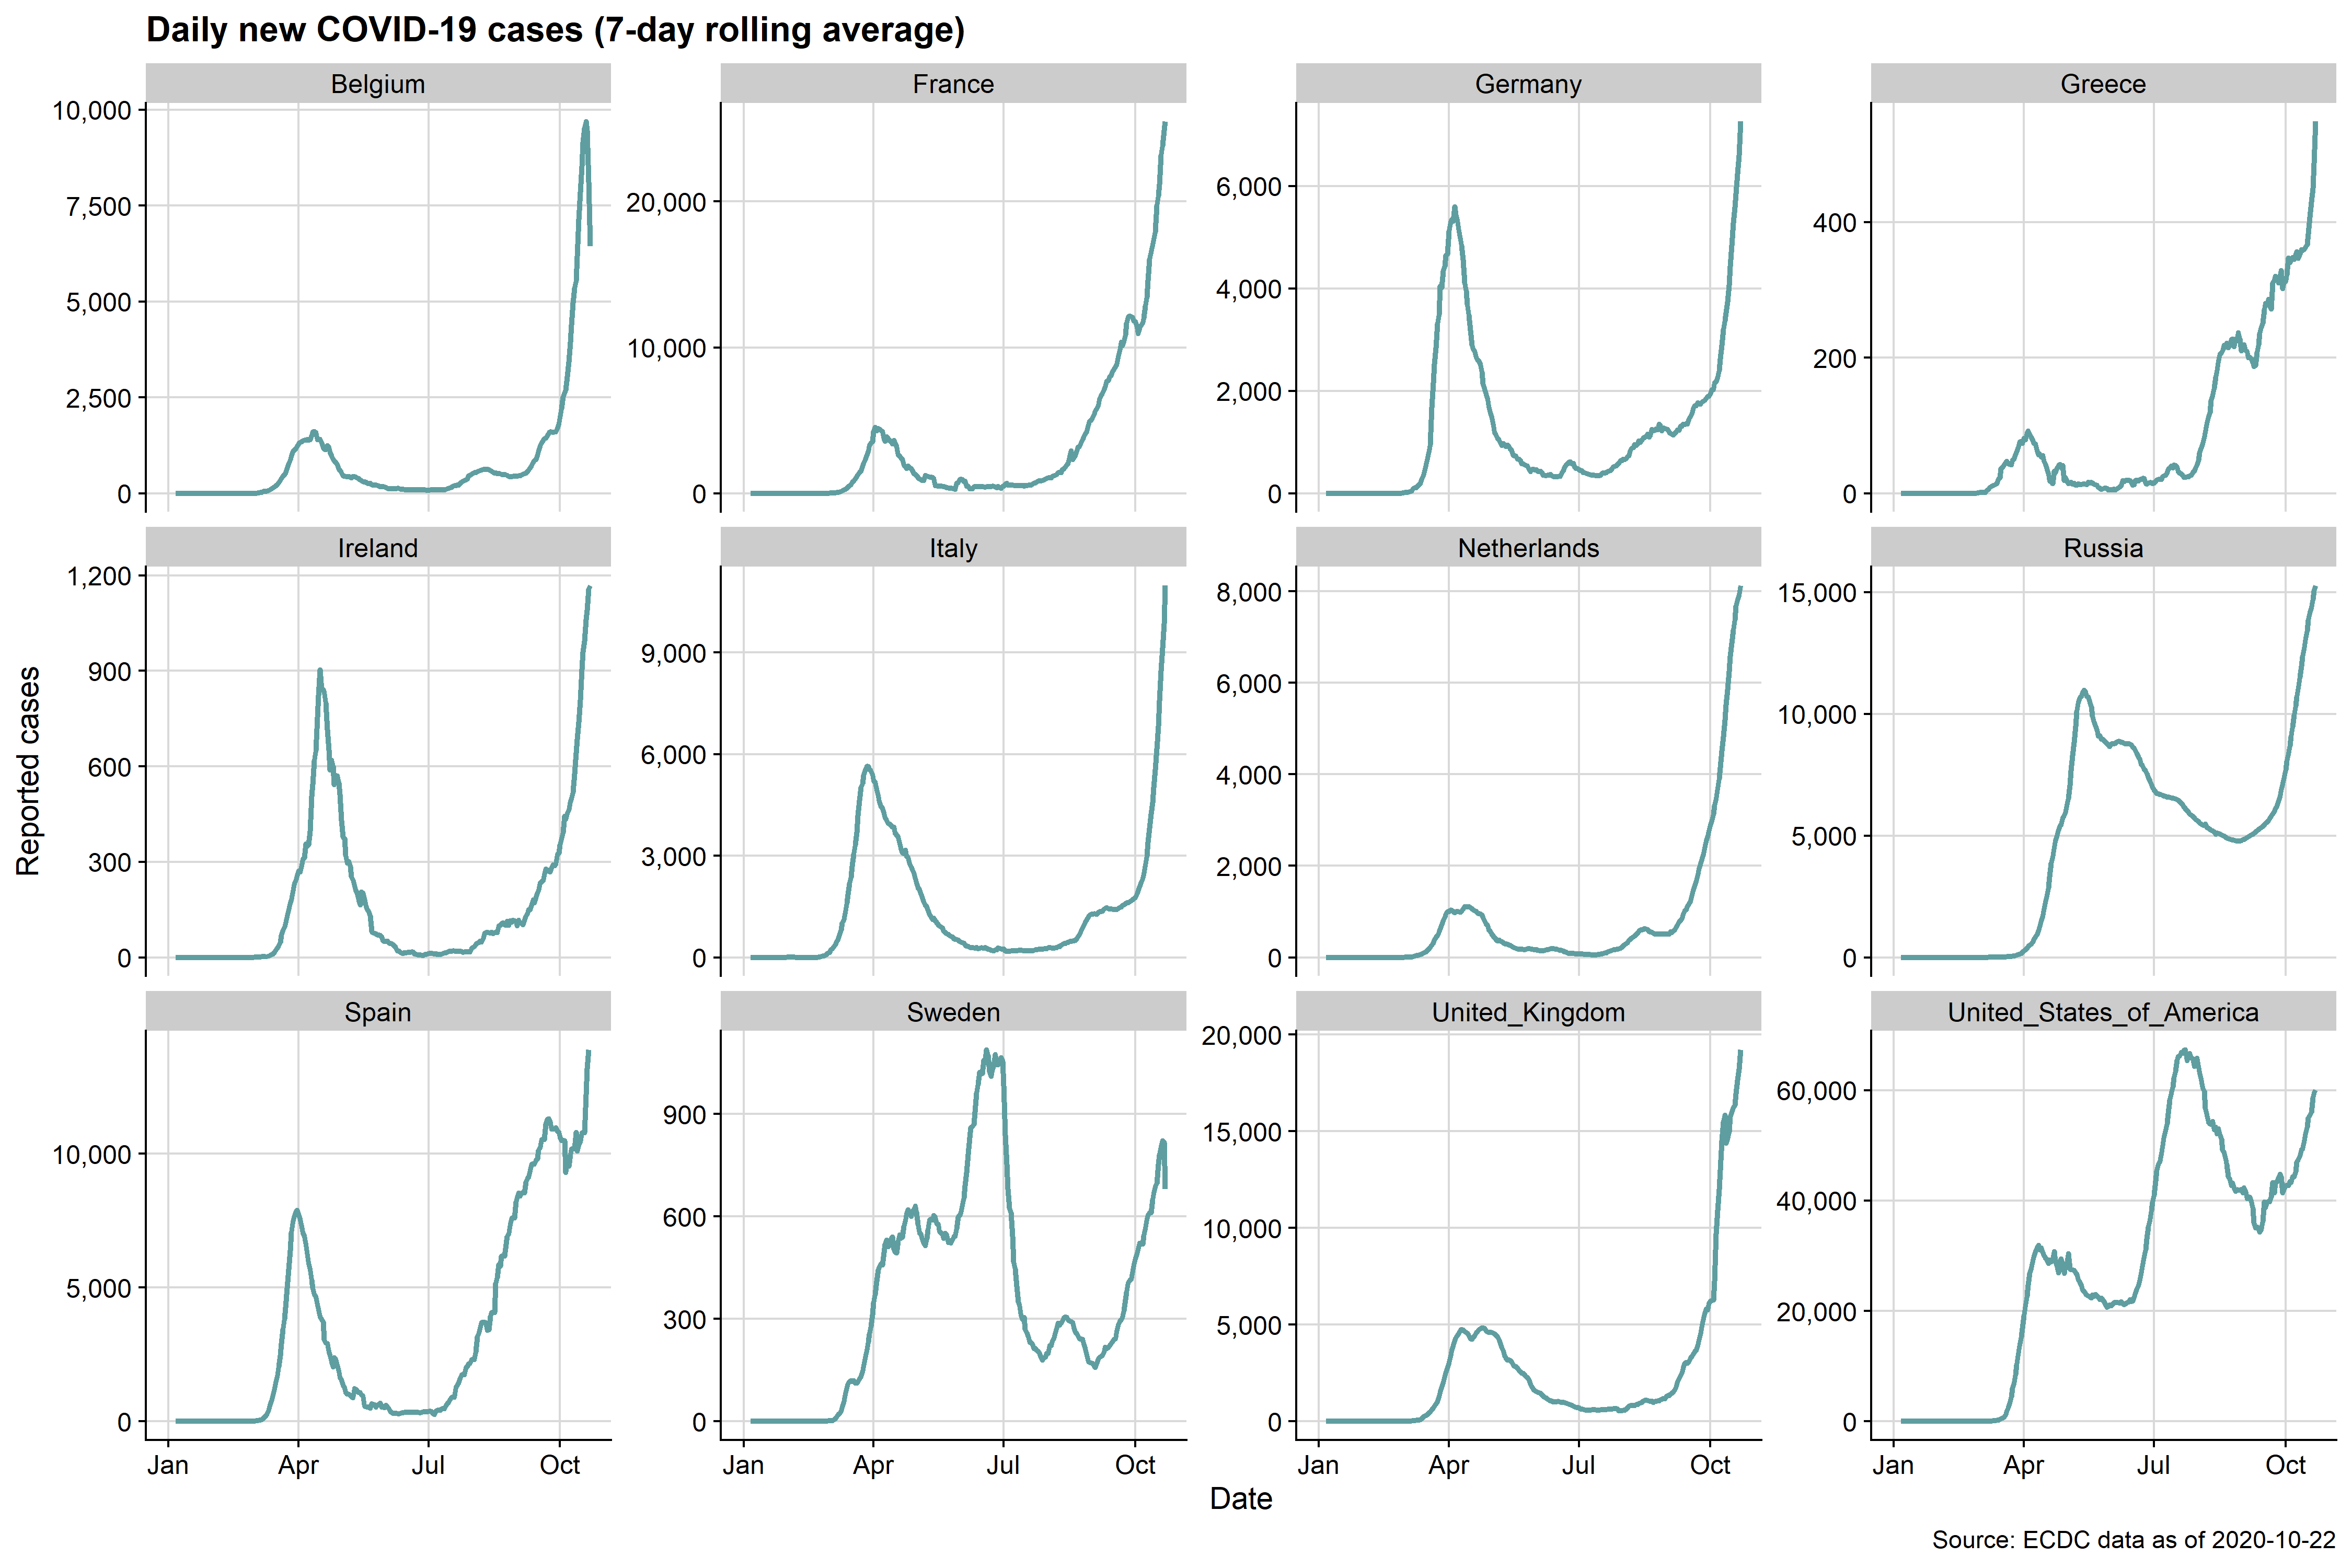 Daily new COVID-19 cases (7-day rolling average)
Belgium
France
Germany
Greece
10,000
7,500
5,000
2,500
0
20,000
10,000
0
6,000
4,000
2,000
0
400
200
0
Ireland
Italy
Netherlands
Russia
1,200
900
600
300
0
9,000
6,000
3,000
0
8,000
6,000
4,000
2,000
0
15,000
10,000
5,000
0
Reported cases
Spain
Sweden
United_Kingdom
United_States_of_America
10,000
5,000
0
900
600
300
0
20,000
15,000
10,000
5,000
0
60,000
40,000
20,000
0
Jan Apr Jul Oct
Jan Apr Jul Oct
Jan Apr Jul Oct
Jan Apr Jul Oct
Date
Source: ECDC data as of 2020-10-22